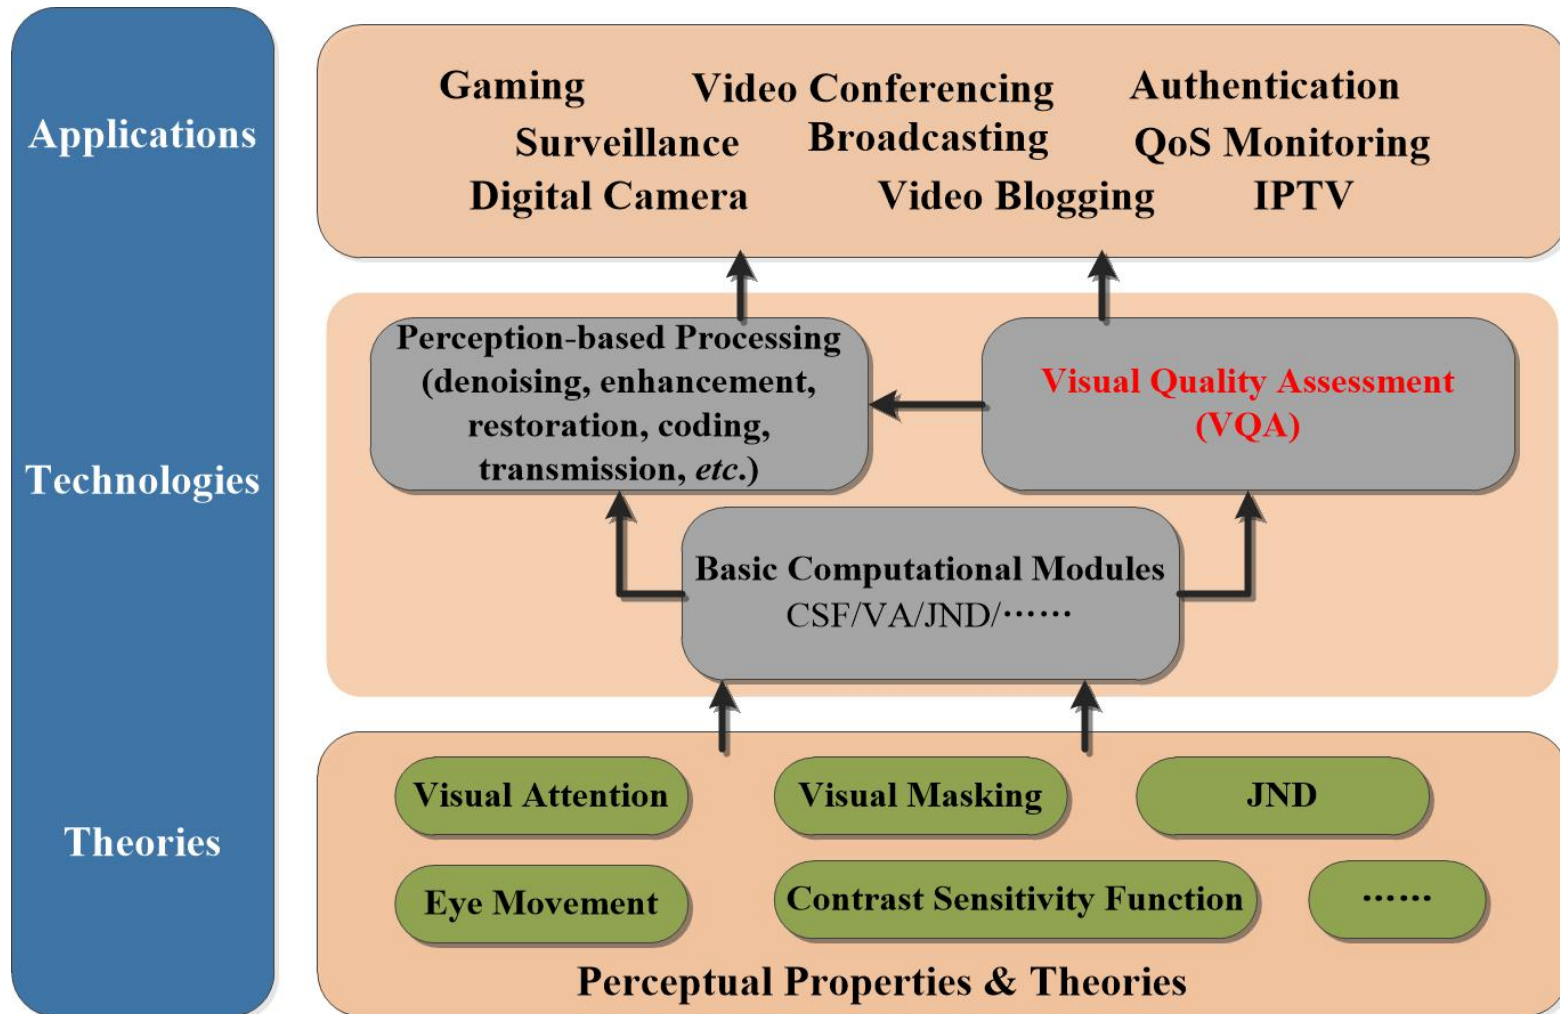 Applications
Gaming
Video Conferencing
Authentication
Surveillance
Broadcasting
QoS Monitoring
Digital Camera
Video Blogging
IPTV
Technologies
Perception-based Processing
(denoising, enhancement,
restoration, coding,
transmission, etc.)
Visual Quality Assessment
(VQA)
Basic Computational Modules
CSF/VA/JND/······
Theories
Visual Attention
Visual Masking
JND
Eye Movement
Contrast Sensitivity Function
······
Perceptual Properties & Theories